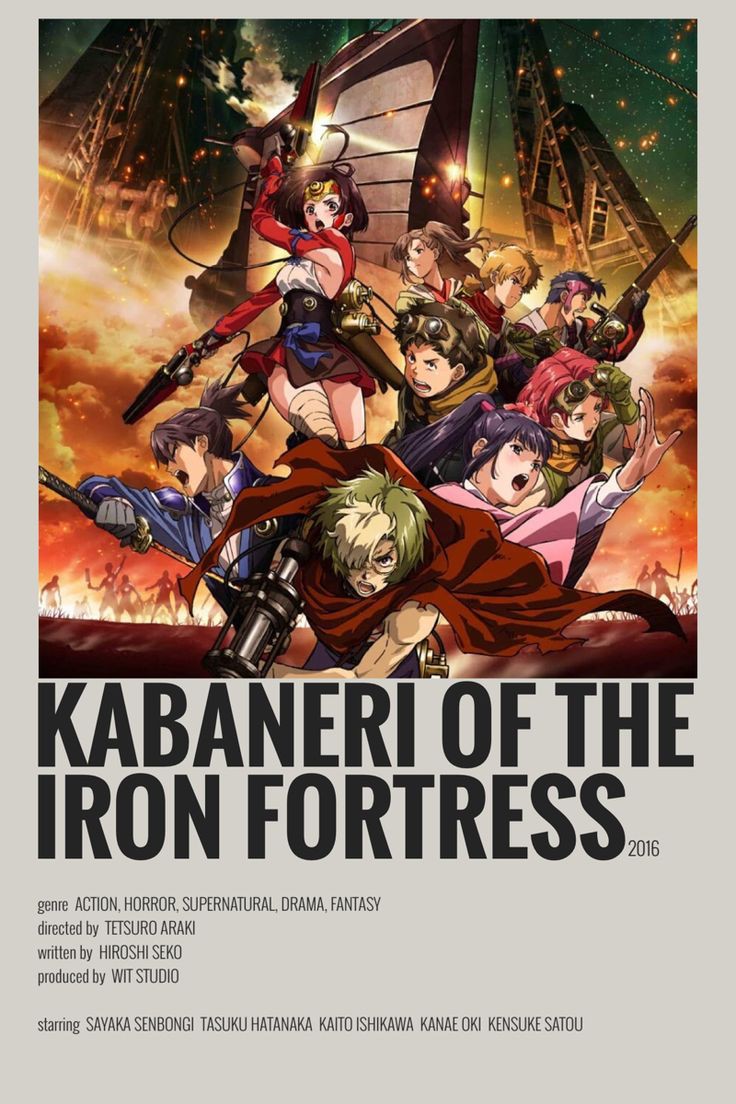 KABANERI OF THE
IRON FORTRESS 2016
genre ACTION, HORROR, SUPERNATURAL, DRAMA, FANTASY
directed by TETSURO ARAKI
written by HIROSHI SEKO
produced by WIT STUDIO
starring SAYAKA SENBONGI TASUKU HATANAKA KAITO ISHIKAWA KANAE OKI KENSUKE SATOU